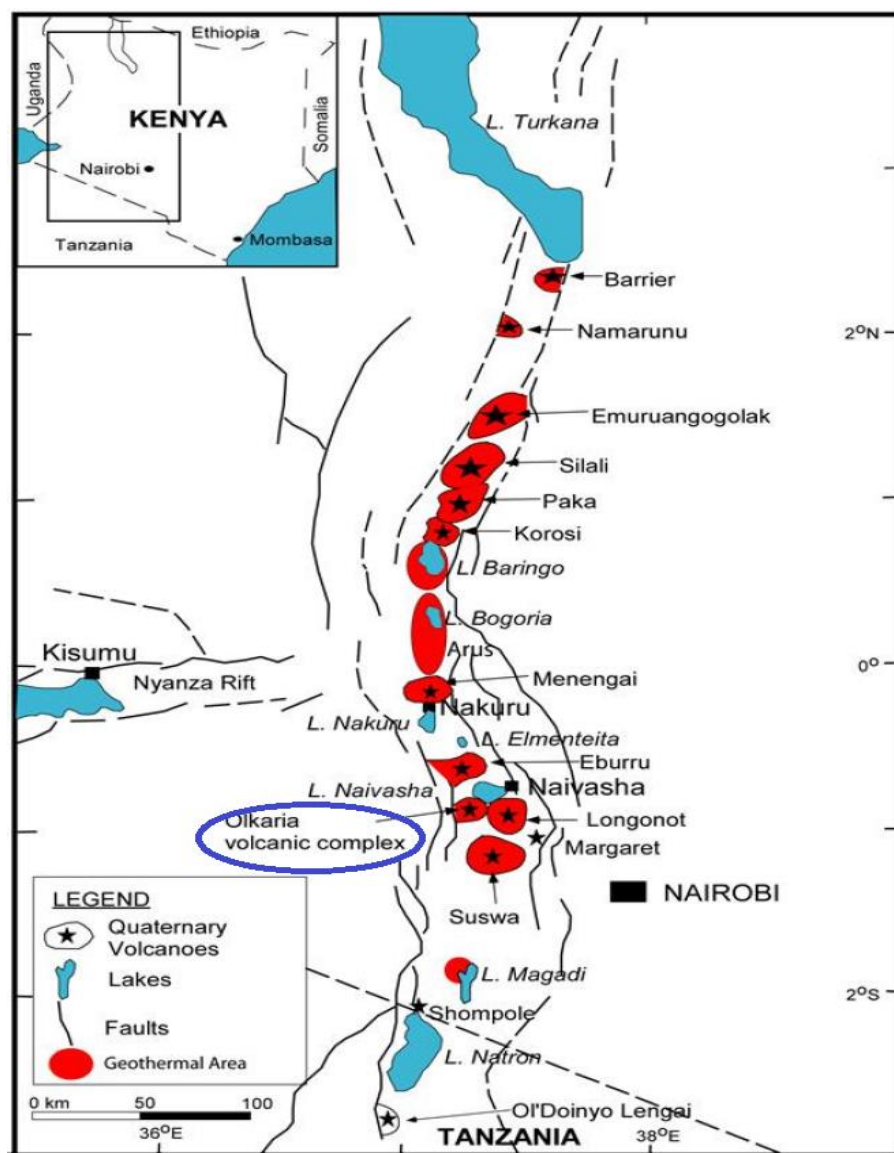 Ethiopia
Uganda
KENYA
Somalia
Nairobi
Tanzania
Mombasa
L. Turkana
Barrier
Namarunu
2°N
Emuruangogolak
Silali
Paka
Korosi
L. Baringo
L. Bogoria
Arus
Kisumu
Nyanza Rift
0°
Menengai
Nakuru
L. Nakuru
L. Elmenteita
Eburru
L. Naivasha
Naivasha
Olkaria
volcanic complex
Longonot
Margaret
NAIROBI
Suswa
LEGEND
Quaternary
Volcanoes
Lakes
Faults
Geothermal Area
L. Magadi
2°S
Shompole
L. Natron
0 km 50 100
Ol'Doinyo Lengai
36°E
TANZANIA
38°E